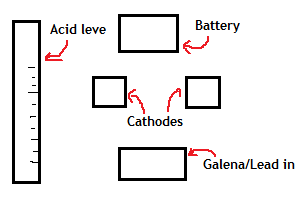 Acid leve
Battery
Cathodes
Galena/Lead in